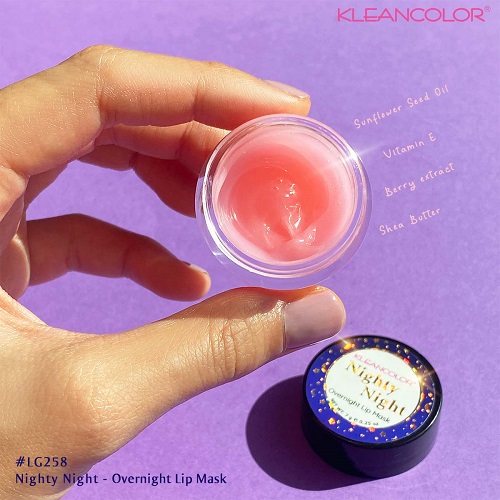 KLEANCOLOR®
Sunflower Seed Oil
Vitamin E
Berry extract
Shea Butter
KLEANCOLOR
Nighty
Night
Overnight Lip Mask
#LG258
Nighty Night - Overnight Lip Mask